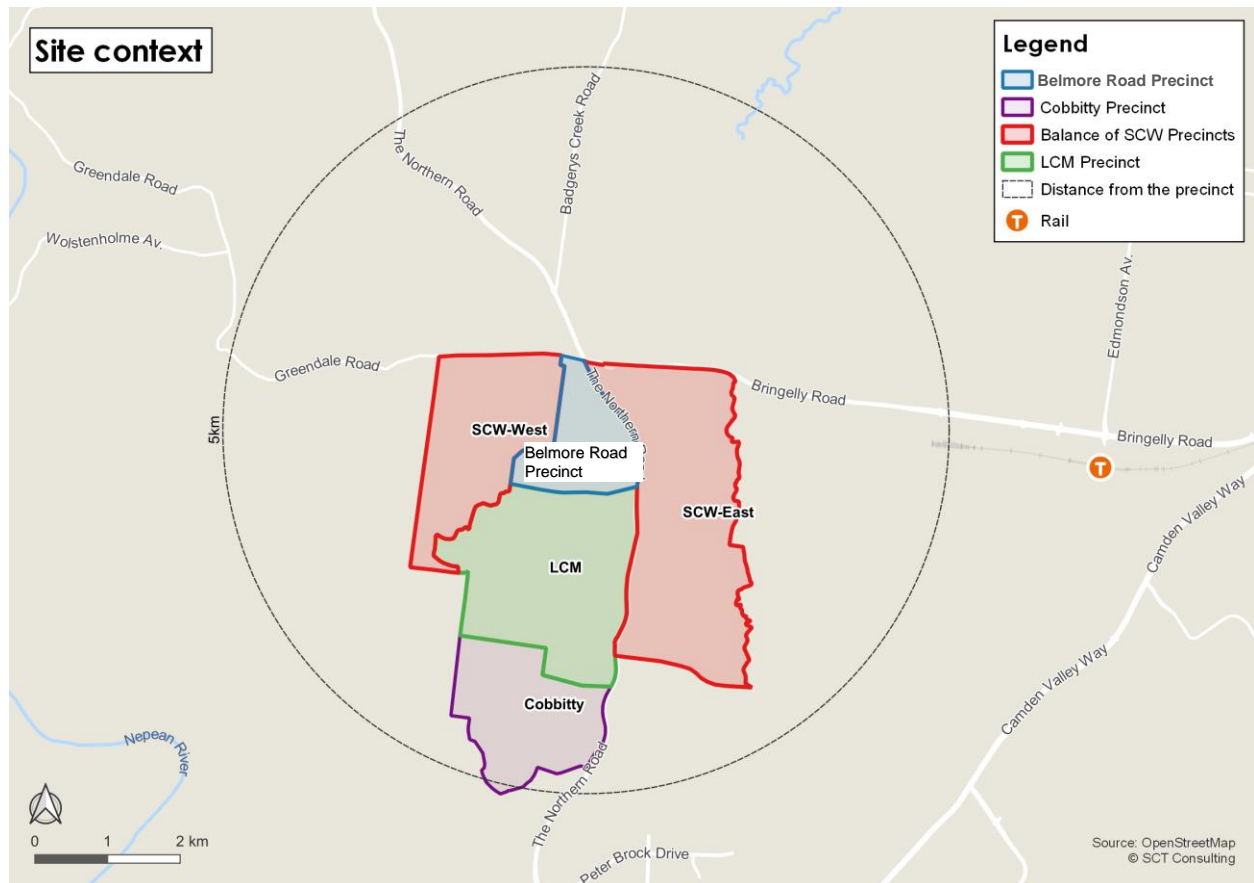 Site context
Legend
Belmore Road Precinct
Cobbitty Precinct
Balance of SCW Precincts
LCM Precinct
Distance from the precinct
T Rail
The Northern Road
Badgerys Creek Road
Greendale Road
Wolstenholme Av.
Edmondson Av.
Greendale Road
The Northern
Bringelly Road
Bringelly Road
5km
SCW-West
Belmore Road
Precinct
T
SCW-East
Camden Valley Way
LCM
Camden Valley Way
Cobbitty
Nepean
River
The Northern Road
Peter Brock Drive
0 1 2 km
Source: OpenStreetMap
© SCT Consulting